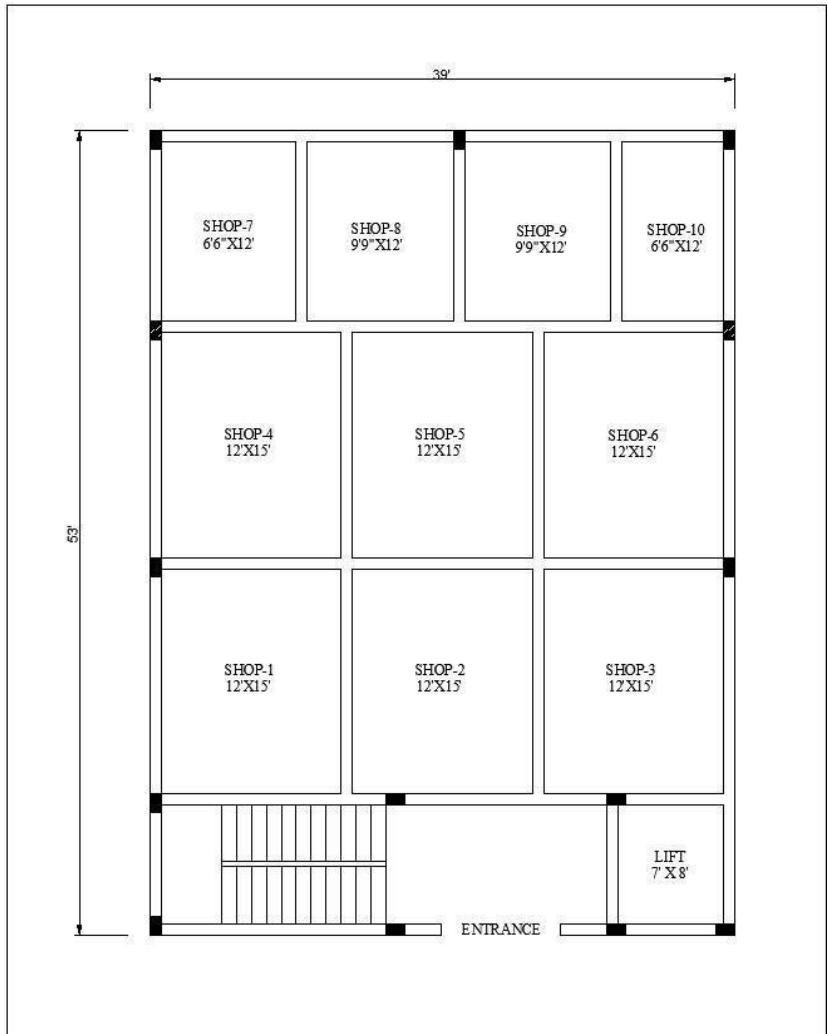 39'
SHOP-7
6'6"X12'
SHOP-8
9'9"X12'
SHOP-9
9'9"X12'
SHOP-10
6'6"X12'
SHOP-4
12'X15'
SHOP-5
12'X15'
SHOP-6
12'X15'
53'
SHOP-1
12'X15'
SHOP-2
12'X15'
SHOP-3
12'X15'
LIFT
7' X 8'
ENTRANCE